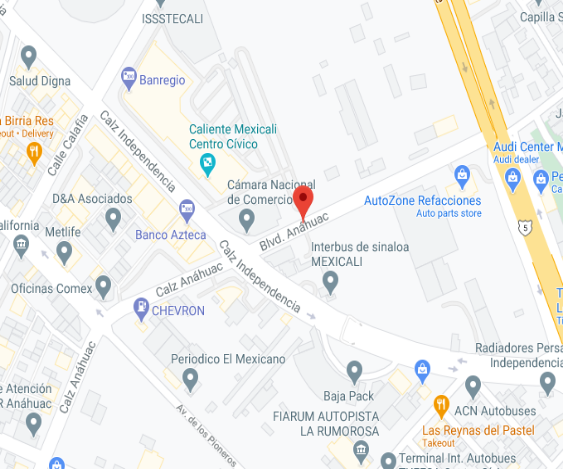 ISSSTECALI
Capilla S
Salud Digna
Banregio
Birria Res
Delivery
Calle Calafia
Calz Independencia
Caliente Mexicali
Centro Cívico
Audi Center M
Audi dealer
Pe
D&A Asociados
Cámara Nacional
de Comercio
AutoZone Refacciones
Auto parts store
Metlife
Banco Azteca
Blvd. Anáhuac
5
alifornia
Calz Independencia
Interbus de sinaloa
MEXICALI
Oficinas Comex
Calz Anáhuac
CHEVRON
Calz Anáhuac
Periodico El Mexicano
Radiadores Persa
Independencia
e Atención
R Anáhuac
Baja Pack
Av. de los Pioneros
FIARUM AUTOPISTA
LA RUMOROSA
ACN Autobuses
Las Reynas del Pastel
Takeout
Terminal Int. Autobues